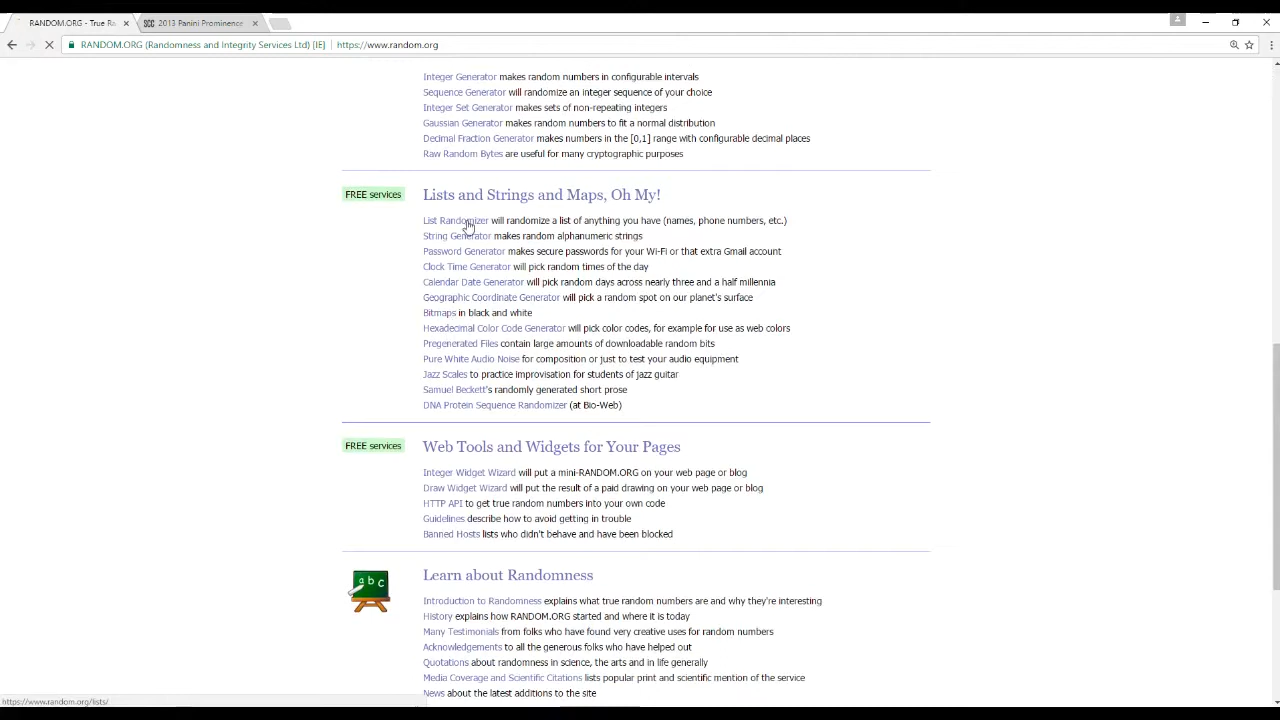 RANDOM.ORG - True Ra
SCC 2013 Panini Prominence
RANDOM.ORG (Randomness and Integrity Services Ltd) [IE] https://www.random.org
Integer Generator makes random numbers in configurable intervals
Sequence Generator will randomize an integer sequence of your choice
Integer Set Generator makes sets of non-repeating integers
Gaussian Generator makes random numbers to fit a normal distribution
Decimal Fraction Generator makes numbers in the [0,1] range with configurable decimal places
Raw Random Bytes are useful for many cryptographic purposes
FREE services Lists and Strings and Maps, Oh My!
List Randomizer will randomize a list of anything you have (names, phone numbers, etc.)
String Generator makes random alphanumeric strings
Password Generator makes secure passwords for your Wi-Fi or that extra Gmail account
Clock Time Generator will pick random times of the day
Calendar Date Generator will pick random days across nearly three and a half millennia
Geographic Coordinate Generator will pick a random spot on our planet's surface
Bitmaps in black and white
Hexadecimal Color Code Generator will pick color codes, for example for use as web colors
Pregenerated Files contain large amounts of downloadable random bits
Pure White Audio Noise for composition or just to test your audio equipment
Jazz Scales to practice improvisation for students of jazz guitar
Samuel Beckett's randomly generated short prose
DNA Protein Sequence Randomizer (at Bio-Web)
FREE services Web Tools and Widgets for Your Pages
Integer Widget Wizard will put a mini-RANDOM.ORG on your web page or blog
Draw Widget Wizard will put the result of a paid drawing on your web page or blog
HTTP API to get true random numbers into your own code
Guidelines describe how to avoid getting in trouble
Banned Hosts lists who didn't behave and have been blocked
a b c Learn about Randomness
Introduction to Randomness explains what true random numbers are and why they're interesting
History explains how RANDOM.ORG started and where it is today
Many Testimonials from folks who have found very creative uses for random numbers
Acknowledgements to all the generous folks who have helped out
Quotations about randomness in science, the arts and in life generally
Media Coverage and Scientific Citations lists popular print and scientific mention of the service
News about the latest additions to the site
https://www.random.org/lists/